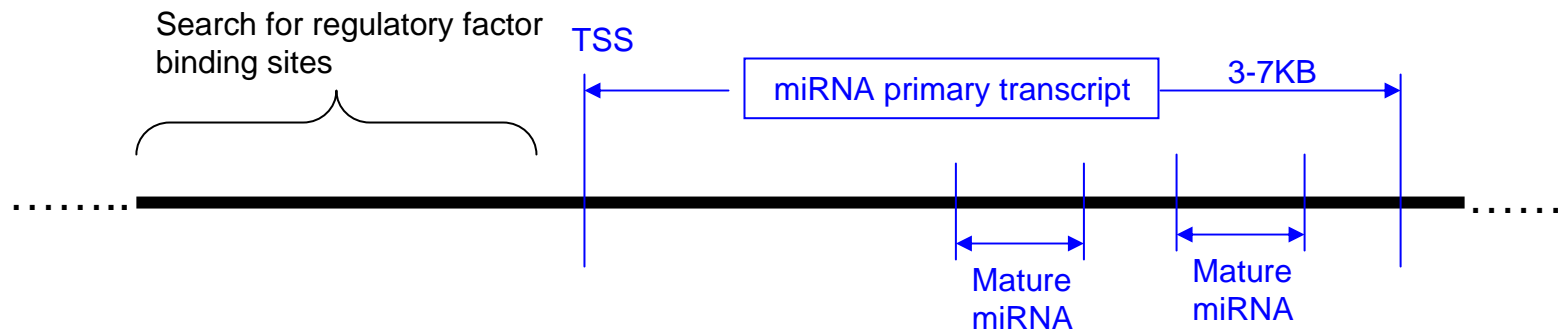 Search for regulatory factor
binding sites
TSS
miRNA primary transcript
3-7KB
Mature
miRNA
Mature
miRNA